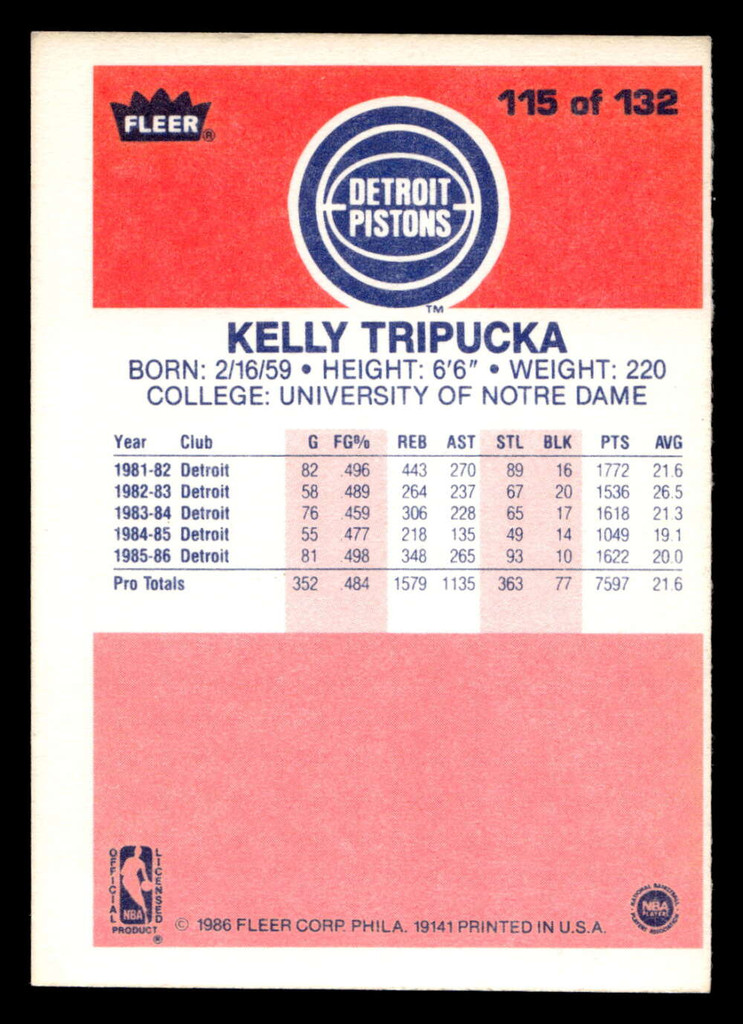 FLEER®
115 of 132
DETROIT
PISTONS
TM
KELLY TRIPUCKA
BORN: 2/16/59 • HEIGHT: 6'6" • WEIGHT: 220
COLLEGE: UNIVERSITY OF NOTRE DAME
Year Club G FG% REB AST STL BLK PTS AVG
1981-82 Detroit 82 .496 443 270 89 16 1772 21.6
1982-83 Detroit 58 .489 264 237 67 20 1536 26.5
1983-84 Detroit 76 .459 306 228 65 17 1618 21.3
1984-85 Detroit 55 .477 218 135 49 14 1049 19.1
1985-86 Detroit 81 .498 348 265 93 10 1622 20.0
Pro Totals 352 .484 1579 1135 363 77 7597 21.6
OFFICIAL
LICENSED
NBA
PRODUCT
®
© 1986 FLEER CORP. PHILA. 19141 PRINTED IN U.S.A.
NATIONAL BASKETBALL
NBA
PLAYERS
PLAYERS ASSOCIATION